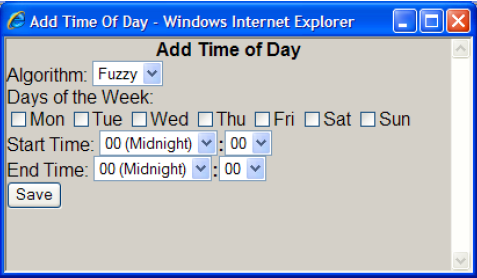 Add Time Of Day - Windows Internet Explorer
Add Time of Day
Algorithm: Fuzzy
Days of the Week:
Mon Tue Wed Thu Fri Sat Sun
Start Time: 00 (Midnight) : 00
End Time: 00 (Midnight) : 00
Save